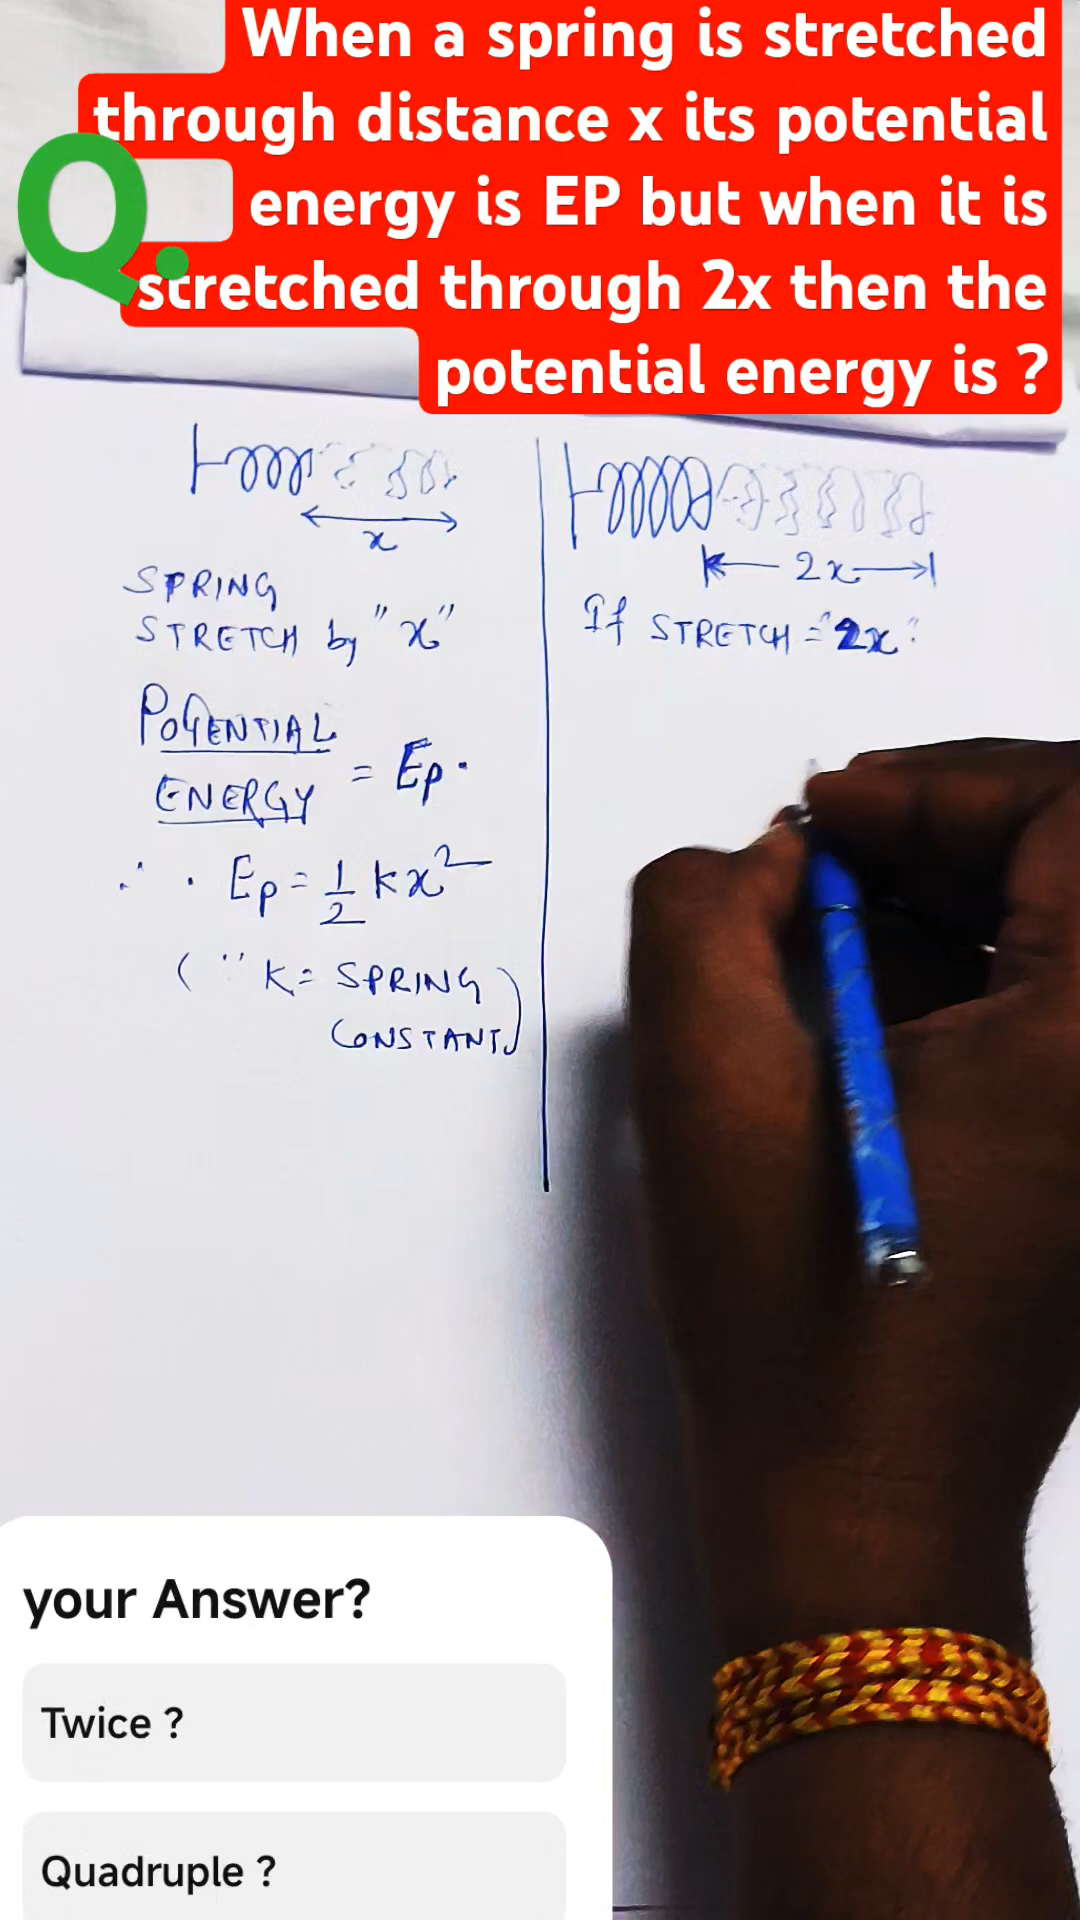 When a spring is stretched
through distance x its potential
Q.
energy is EP but when it is
stretched through 2x then the
potential energy is ?
x
SPRING
STRETCH by "x"
POTENTIAL
ENERGY = Ep.
∴ . Ep = 1/2 kx²
( ∵ K = SPRING
CONSTANT)
2x
If STRETCH = "2x"
your Answer?
Twice ?
Quadruple ?